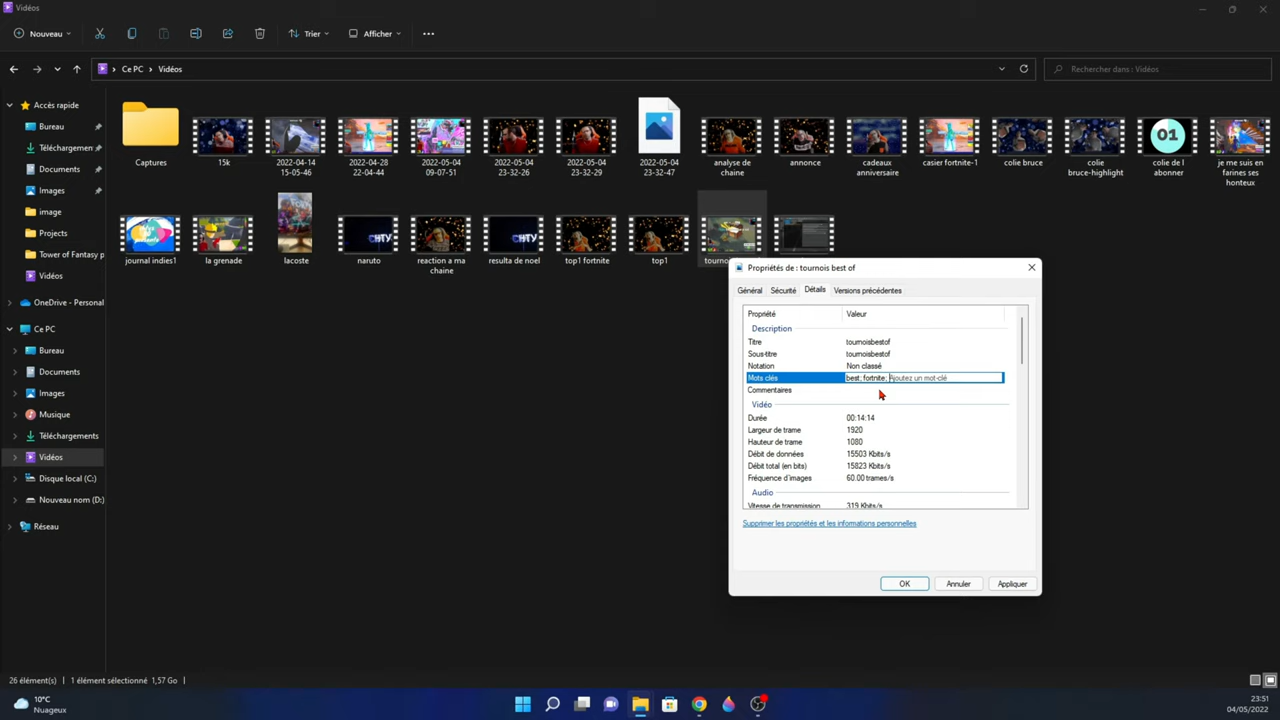 Vidéos
Nouveau
Trier
Afficher
Ce PC > Vidéos
Rechercher dans : Vidéos
Accès rapide
Bureau
Téléchargemen
Documents
Images
image
Projects
Tower of Fantasy p
Vidéos
OneDrive - Personal
Ce PC
Bureau
Documents
Images
Musique
Téléchargements
Vidéos
Disque local (C:)
Nouveau nom (D:)
Réseau
Captures
15k
2022-04-14
15-05-46
2022-04-28
22-04-44
2022-05-04
09-07-51
2022-05-04
23-32-26
2022-05-04
23-32-29
2022-05-04
23-32-47
analyse de
chaine
annonce
cadeaux
anniversaire
casier fortnite-1
colie bruce
colie
bruce-highlight
01
colie de l
abonner
je me suis en
farines ses
honteux
journal indies1
la grenade
lacoste
naruto
reaction a ma
chaine
resulta de noel
top1 fortnite
top1
Propriétés de : tournois best of
Général
Sécurité
Détails
Versions précédentes
Propriété
Valeur
Description
Titre
tournoisbestof
Sous-titre
tournoisbestof
Notation
Non classé
Mots clés
best; fortnite; Ajoutez un mot-clé
Commentaires
Vidéo
Durée
00:14:14
Largeur de trame
1920
Hauteur de trame
1080
Débit de données
15503 Kbits/s
Débit total (en bits)
15823 Kbits/s
Fréquence d'images
60.00 trames/s
Audio
Vitesse de transmission
319 Kbits/s
Supprimer les propriétés et les informations personnelles
OK
Annuler
Appliquer
26 élément(s)
1 élément sélectionné 1,57 Go
10°C
Nuageux
23:51
04/05/2022